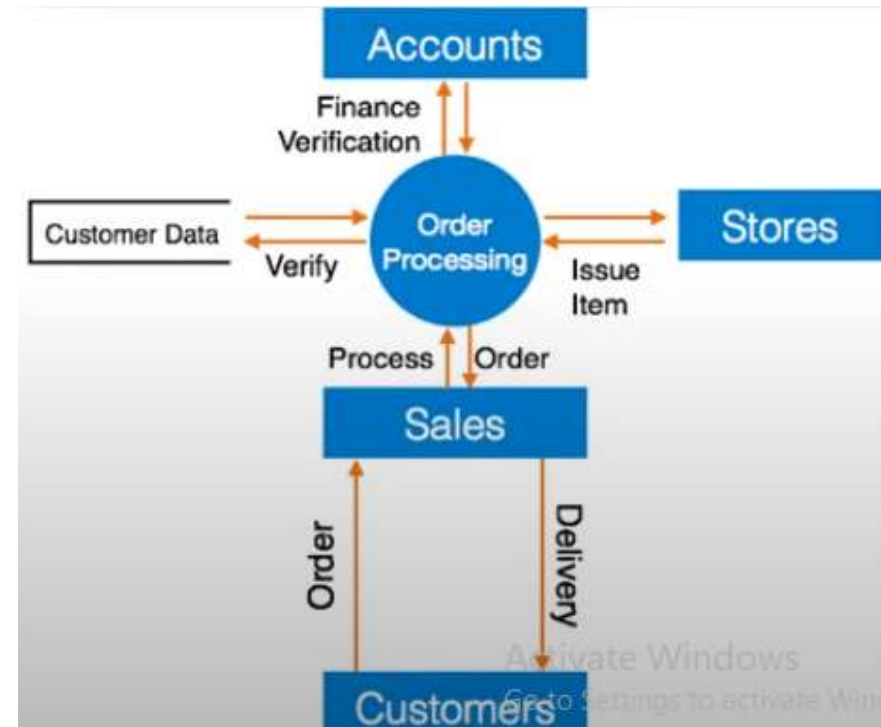 Accounts
Finance
Verification
Customer Data
Order
Processing
Stores
Verify
Issue
Item
Process
Order
Sales
Order
Delivery
Activate Windows
Go to Settings to activate Win
Customers